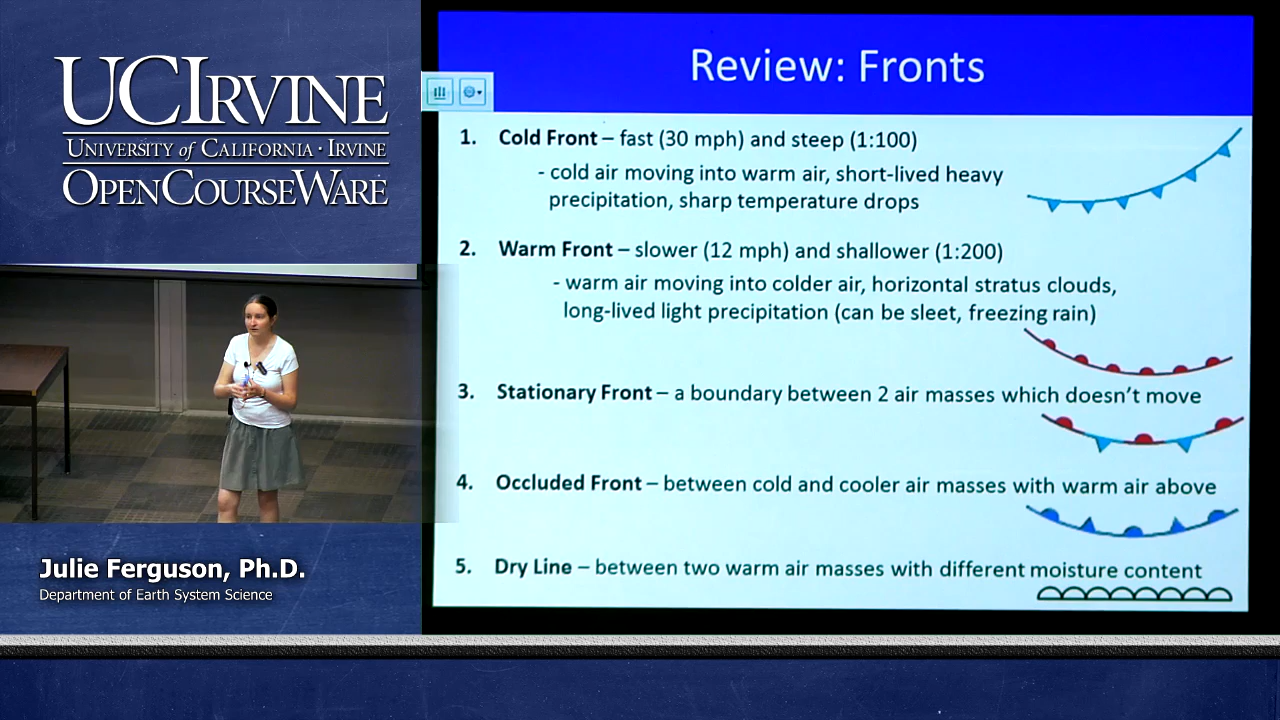 UCIRVINE
UNIVERSITY of CALIFORNIA · IRVINE
OPENCOURSEWARE
Julie Ferguson, Ph.D.
Department of Earth System Science
Review: Fronts
1. Cold Front – fast (30 mph) and steep (1:100)
- cold air moving into warm air, short-lived heavy
precipitation, sharp temperature drops
2. Warm Front – slower (12 mph) and shallower (1:200)
- warm air moving into colder air, horizontal stratus clouds,
long-lived light precipitation (can be sleet, freezing rain)
3. Stationary Front – a boundary between 2 air masses which doesn't move
4. Occluded Front – between cold and cooler air masses with warm air above
5. Dry Line – between two warm air masses with different moisture content